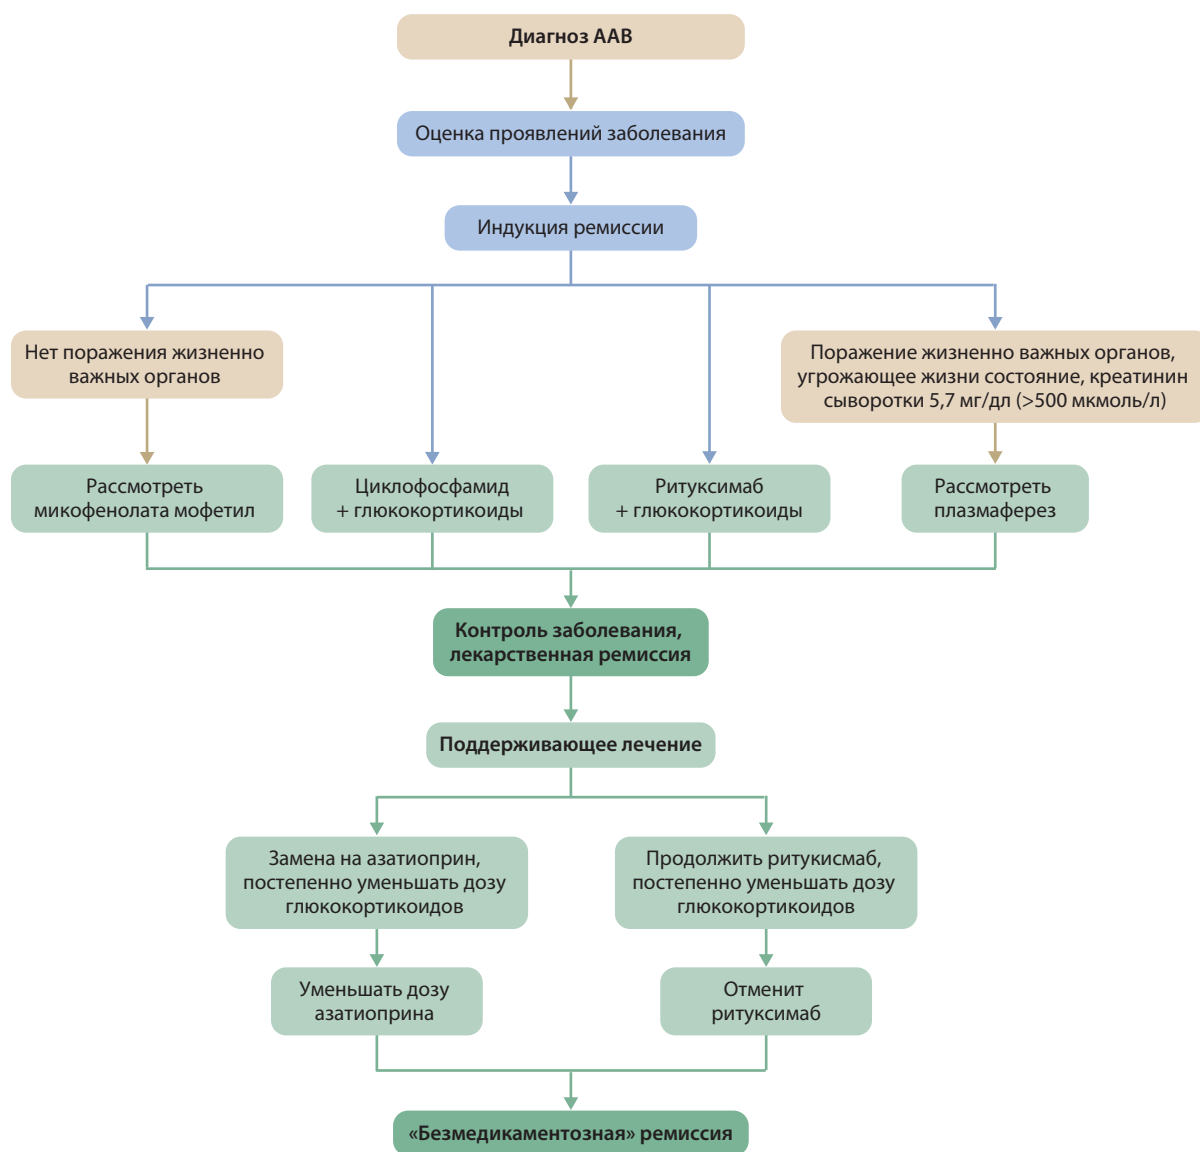 Диагноз ААВ
Оценка проявлений заболевания
Индукция ремиссии
Нет поражения жизненно
важных органов
Поражение жизненно важных органов,
угрожающее жизни состояние, креатинин
сыворотки 5,7 мг/дл (>500 мкмоль/л)
Рассмотреть
микофенолата мофетил
Циклофосфамид
+ глюкокортикоиды
Ритуксимаб
+ глюкокортикоиды
Рассмотреть
плазмаферез
Контроль заболевания,
лекарственная ремиссия
Поддерживающее лечение
Замена на азатиоприн,
постепенно уменьшать дозу
глюкокортикоидов
Продолжить ритукисмаб,
постепенно уменьшать дозу
глюкокортикоидов
Уменьшать дозу
азатиоприна
Отменит
ритуксимаб
«Безмедикаментозная» ремиссия